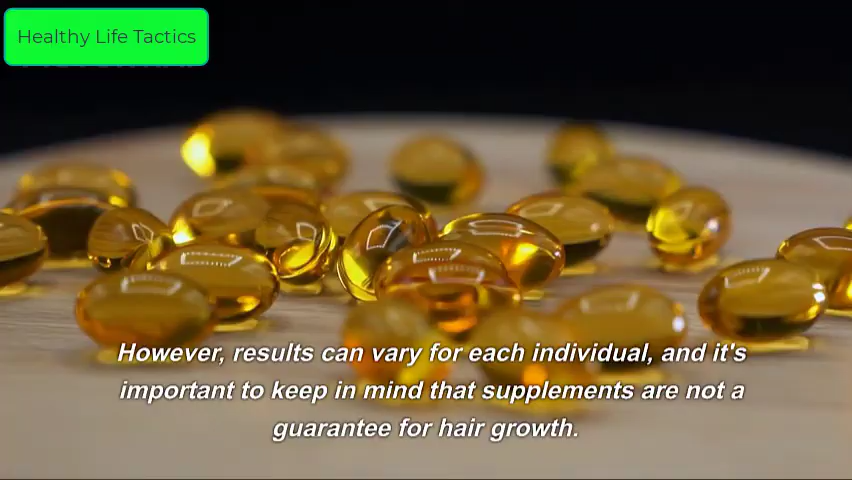 Healthy Life Tactics
However, results can vary for each individual, and it's
important to keep in mind that supplements are not a
guarantee for hair growth.